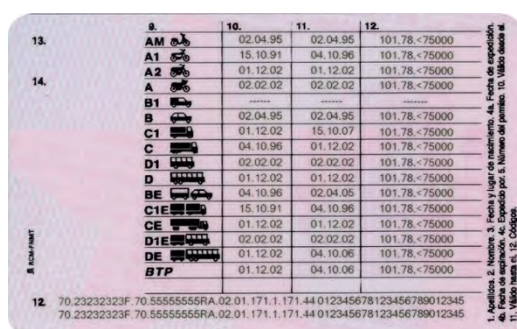 9. 10. 11. 12.
13.
AM 02.04.95 02.04.95 101.78.<75000
A1 15.10.91 04.10.96 101.78.<75000
A2 01.12.02 01.12.02 101.78.<75000
14.
A 02.02.02 02.02.02 101.78.<75000
B1 ------ ------ -------
B 02.04.95 02.04.95 101.78.<75000
C1 01.12.02 15.10.07 101.78.<75000
C 04.10.96 01.12.02 101.78.<75000
D1 02.02.02 02.02.02 101.78.<75000
D 01.12.02 01.12.02 101.78.<75000
BE 04.10.96 02.04.05 101.78.<75000
C1E 15.10.91 04.10.96 101.78.<75000
CE 01.12.02 01.12.02 101.78.<75000
D1E 02.02.02 02.02.02 101.78.<75000
DE 01.12.02 04.10.06 101.78.<75000
BTP 01.12.02 04.10.06 101.78.<75000
RCM-FNMT
12. 70.23232323F.70.55555555RA.02.01.171.1.171.44 012345678123456789012345
70.23232323F.70.55555555RA.02.01.171.1.171.44 012345678123456789012345
1. Apellidos. 2. Nombre. 3. Fecha y lugar de nacimiento. 4a. Fecha de expedición.
4b. Fecha de expiración. 4c. Expedido por. 5. Número del permiso. 10. Válido desde el.
11. Válido hasta el. 12. Códigos.